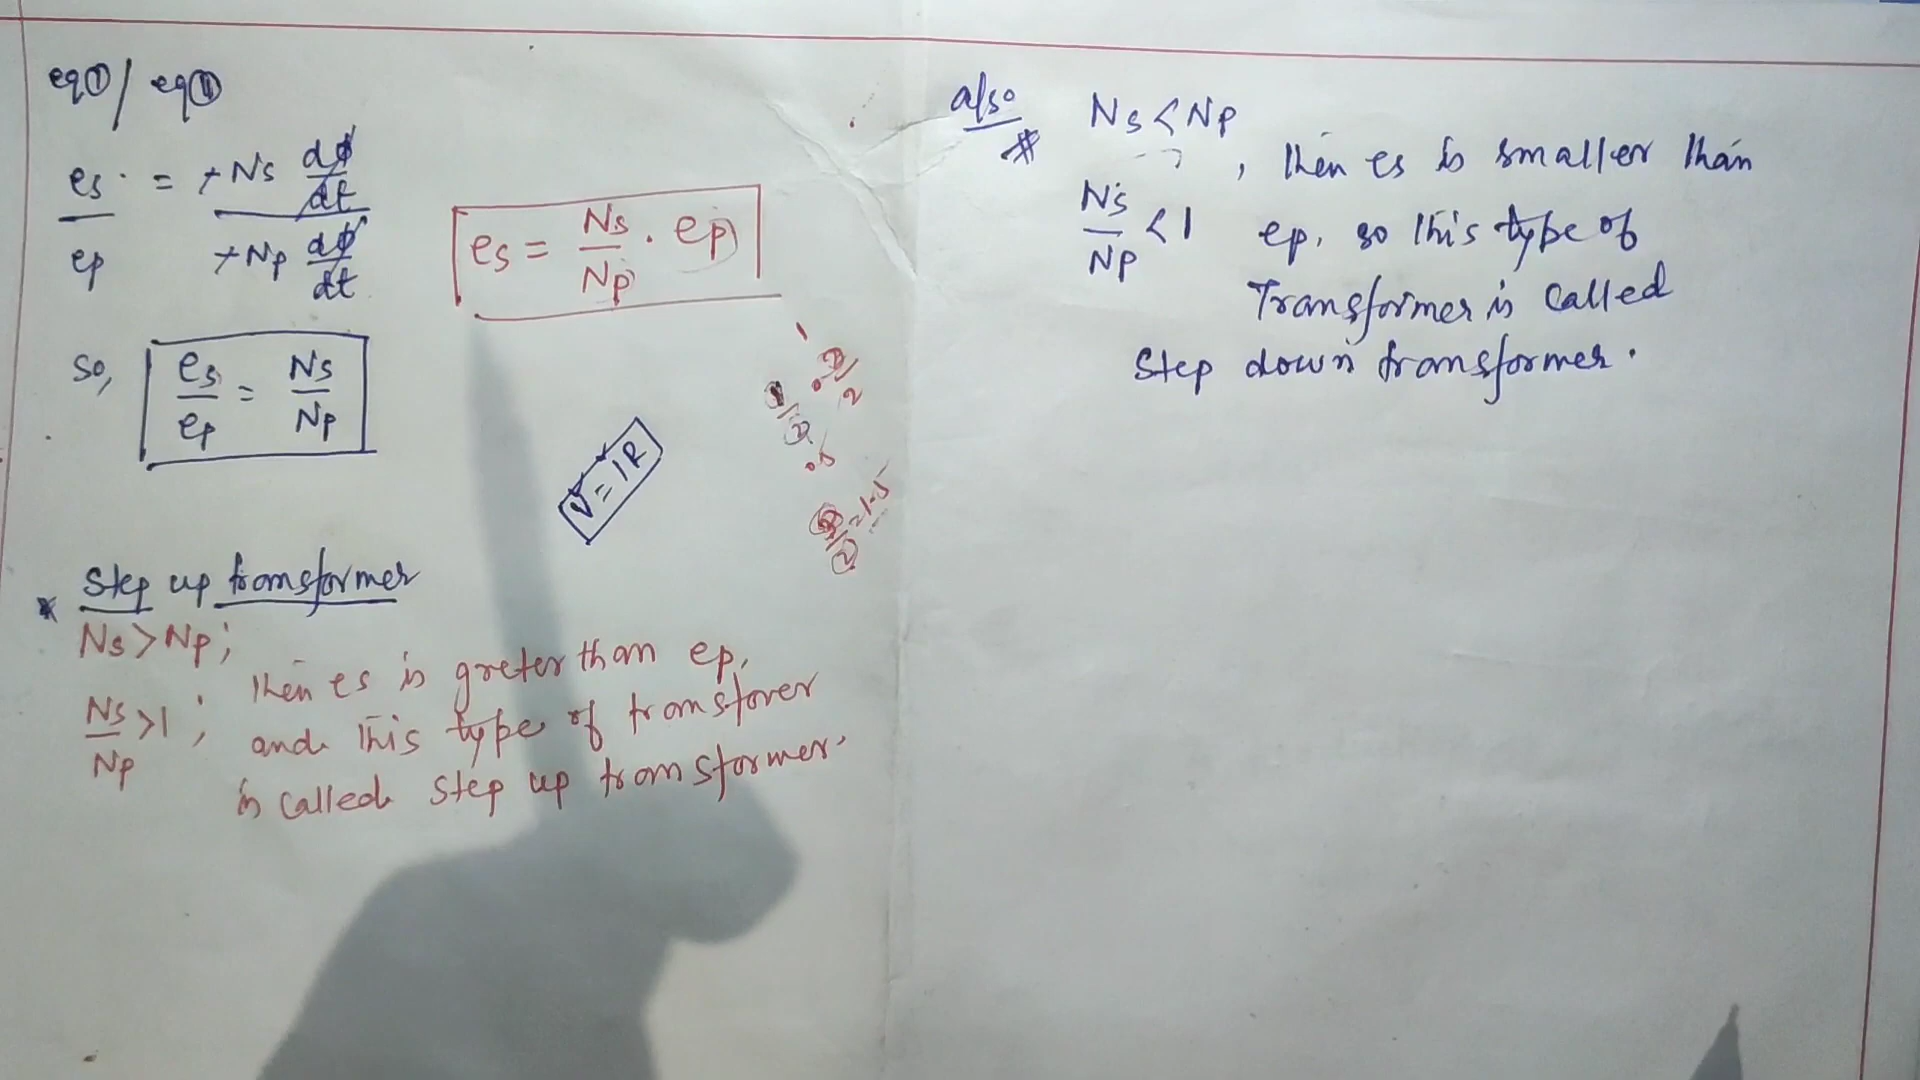 eq① / eq②
es = + Ns dϕ/dt
ep + Np dϕ/dt
es = Ns/Np . ep
So, es/ep = Ns/Np
V = IR
* Step up transformer
Ns > Np ;
Ns/Np > 1 ; then es is greter than ep,
and this type of tromsforer
is called step up transformer.
also
* Ns < Np
Ns/Np < 1 , then es is smaller than
ep, so this type of
Transformer is called
Step down transformer.